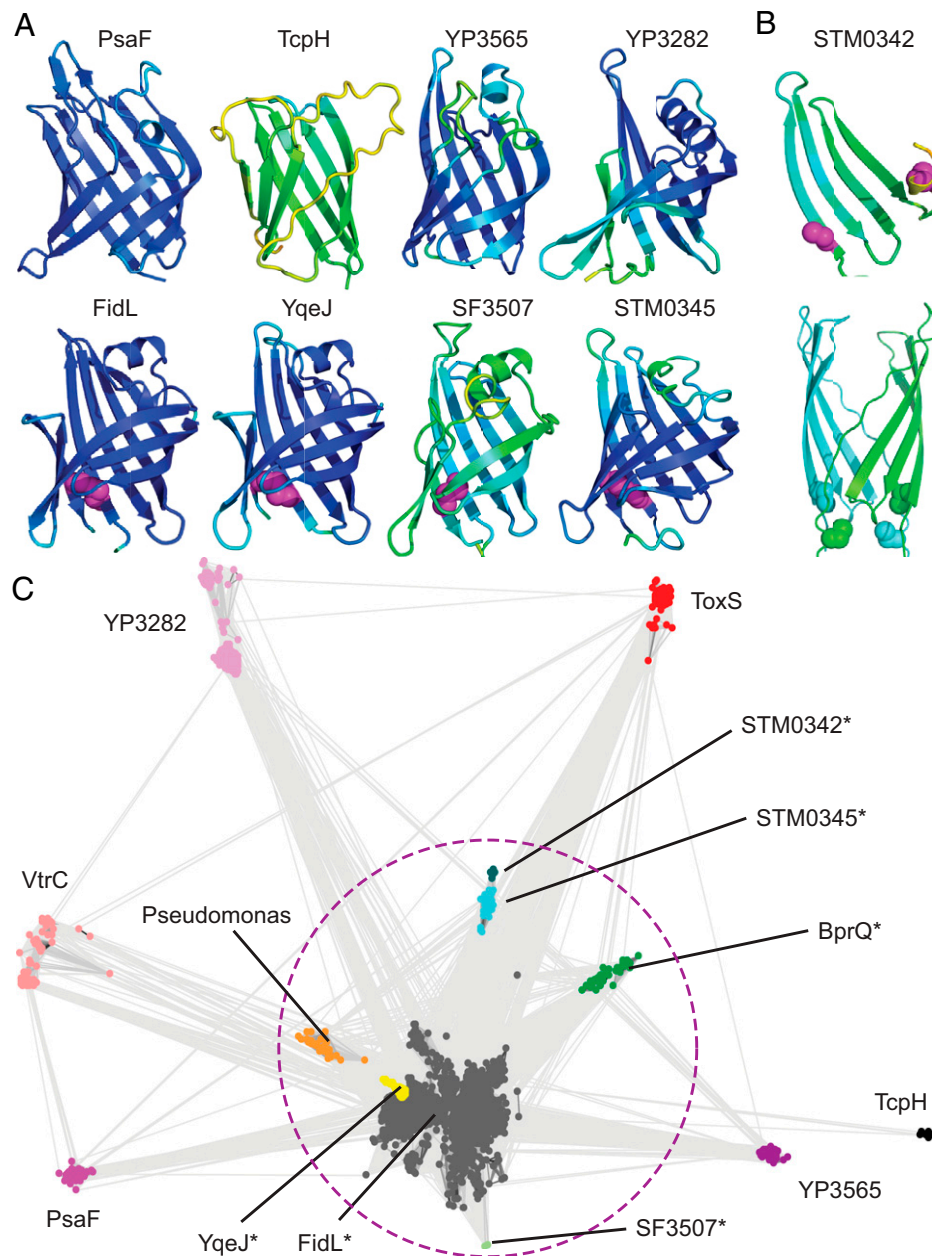 A
PsaF
TcpH
YP3565
YP3282
B
STM0342
FidL
YqeJ
SF3507
STM0345
C
YP3282
ToxS
STM0342*
STM0345*
VtrC
Pseudomonas
BprQ*
TcpH
PsaF
YqeJ*
FidL*
SF3507*
YP3565